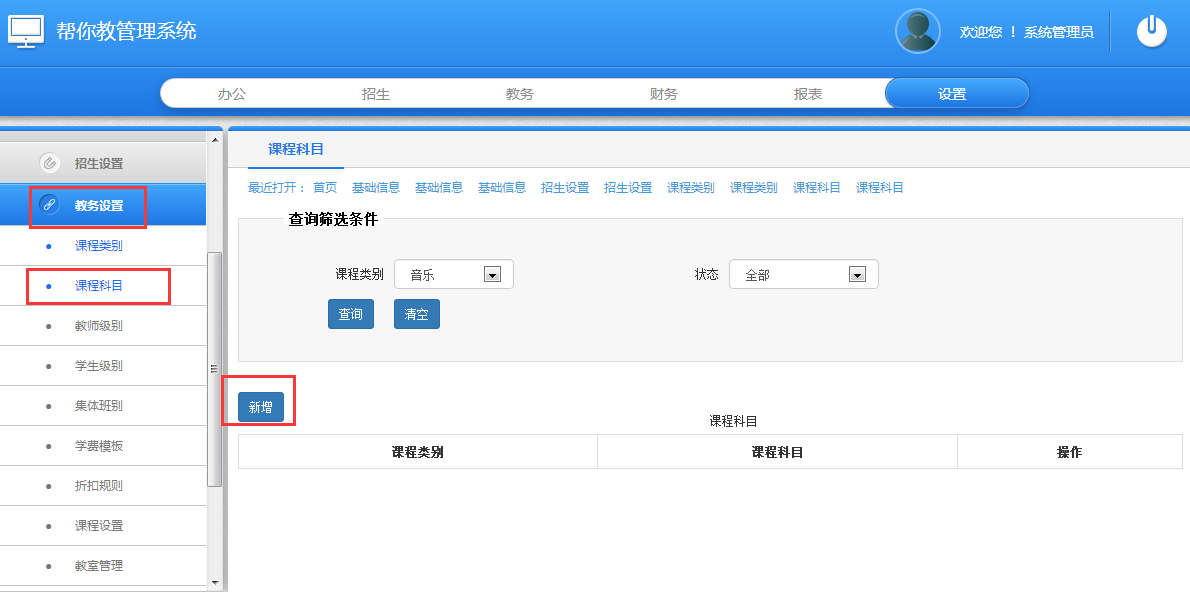 帮你教管理系统
欢迎您 ！ 系统管理员
办公 招生 教务 财务 报表 设置
招生设置
教务设置
课程类别
课程科目
教师级别
学生级别
集体班别
学费模板
折扣规则
课程设置
教室管理
课程科目
最近打开： 首页 基础信息 基础信息 基础信息 招生设置 招生设置 课程类别 课程类别 课程科目 课程科目
查询筛选条件
课程类别 音乐 状态 全部
查询 清空
新增
课程科目
课程类别 课程科目 操作